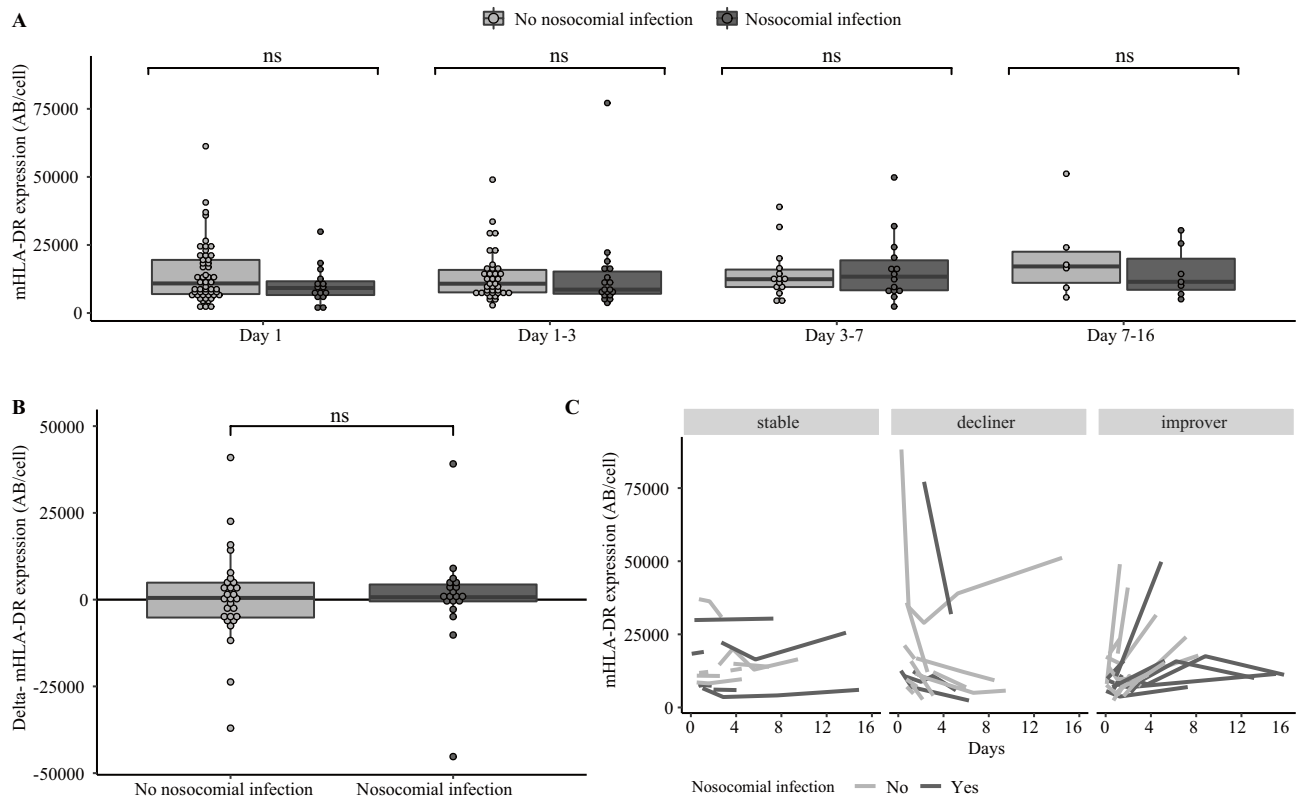 A
No nosocomial infection
Nosocomial infection
ns
ns
ns
ns
mHLA-DR expression (AB/cell)
75000
50000
25000
0
Day 1
Day 1-3
Day 3-7
Day 7-16
B
ns
Delta- mHLA-DR expression (AB/cell)
50000
25000
0
-25000
-50000
No nosocomial infection
Nosocomial infection
C
stable
decliner
improver
mHLA-DR expression (AB/cell)
75000
50000
25000
0
0 4 8 12 16
0 4 8 12 16
0 4 8 12 16
Days
Nosocomial infection
No
Yes